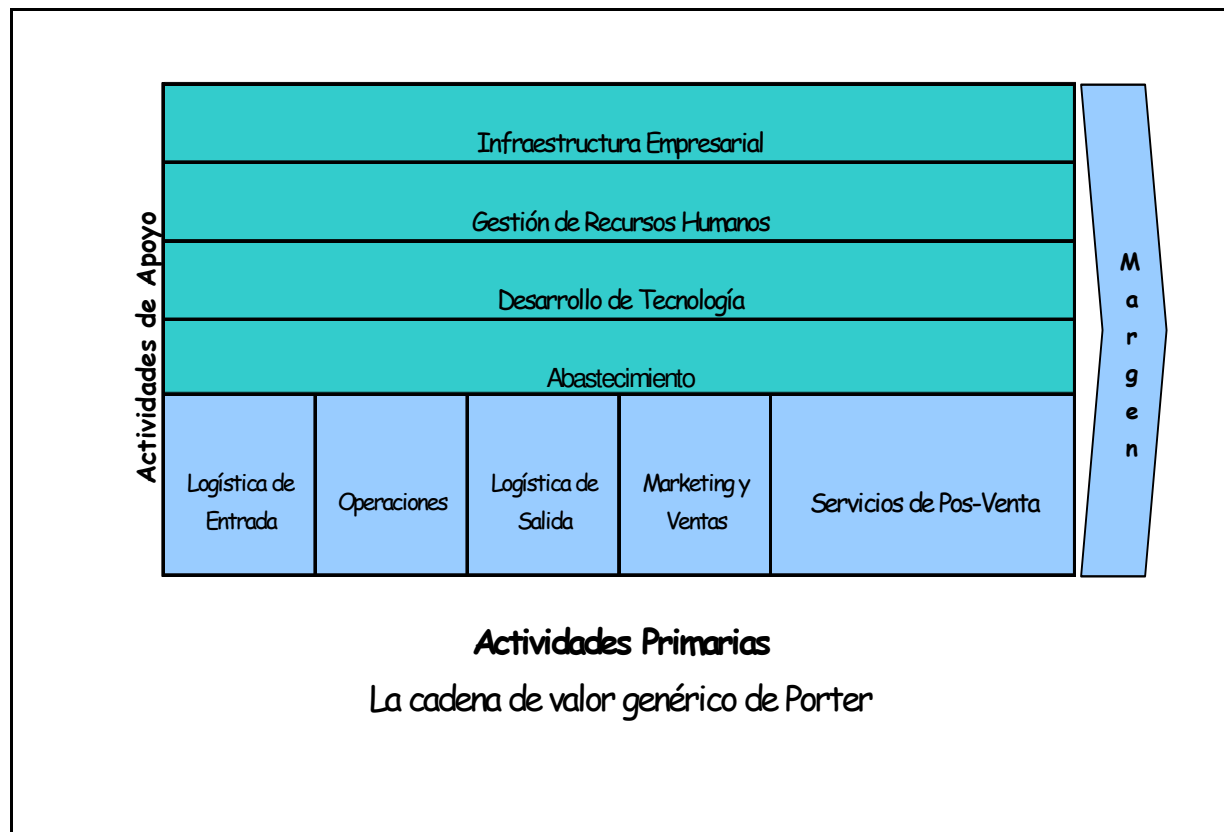 Infraestructura Empresarial
Gestión de Recursos Humanos
Desarrollo de Tecnología
Abastecimiento
Actividades de Apoyo
Logística de
Entrada
Operaciones
Logística de
Salida
Marketing y
Ventas
Servicios de Pos-Venta
Margen
Actividades Primarias
La cadena de valor genérico de Porter